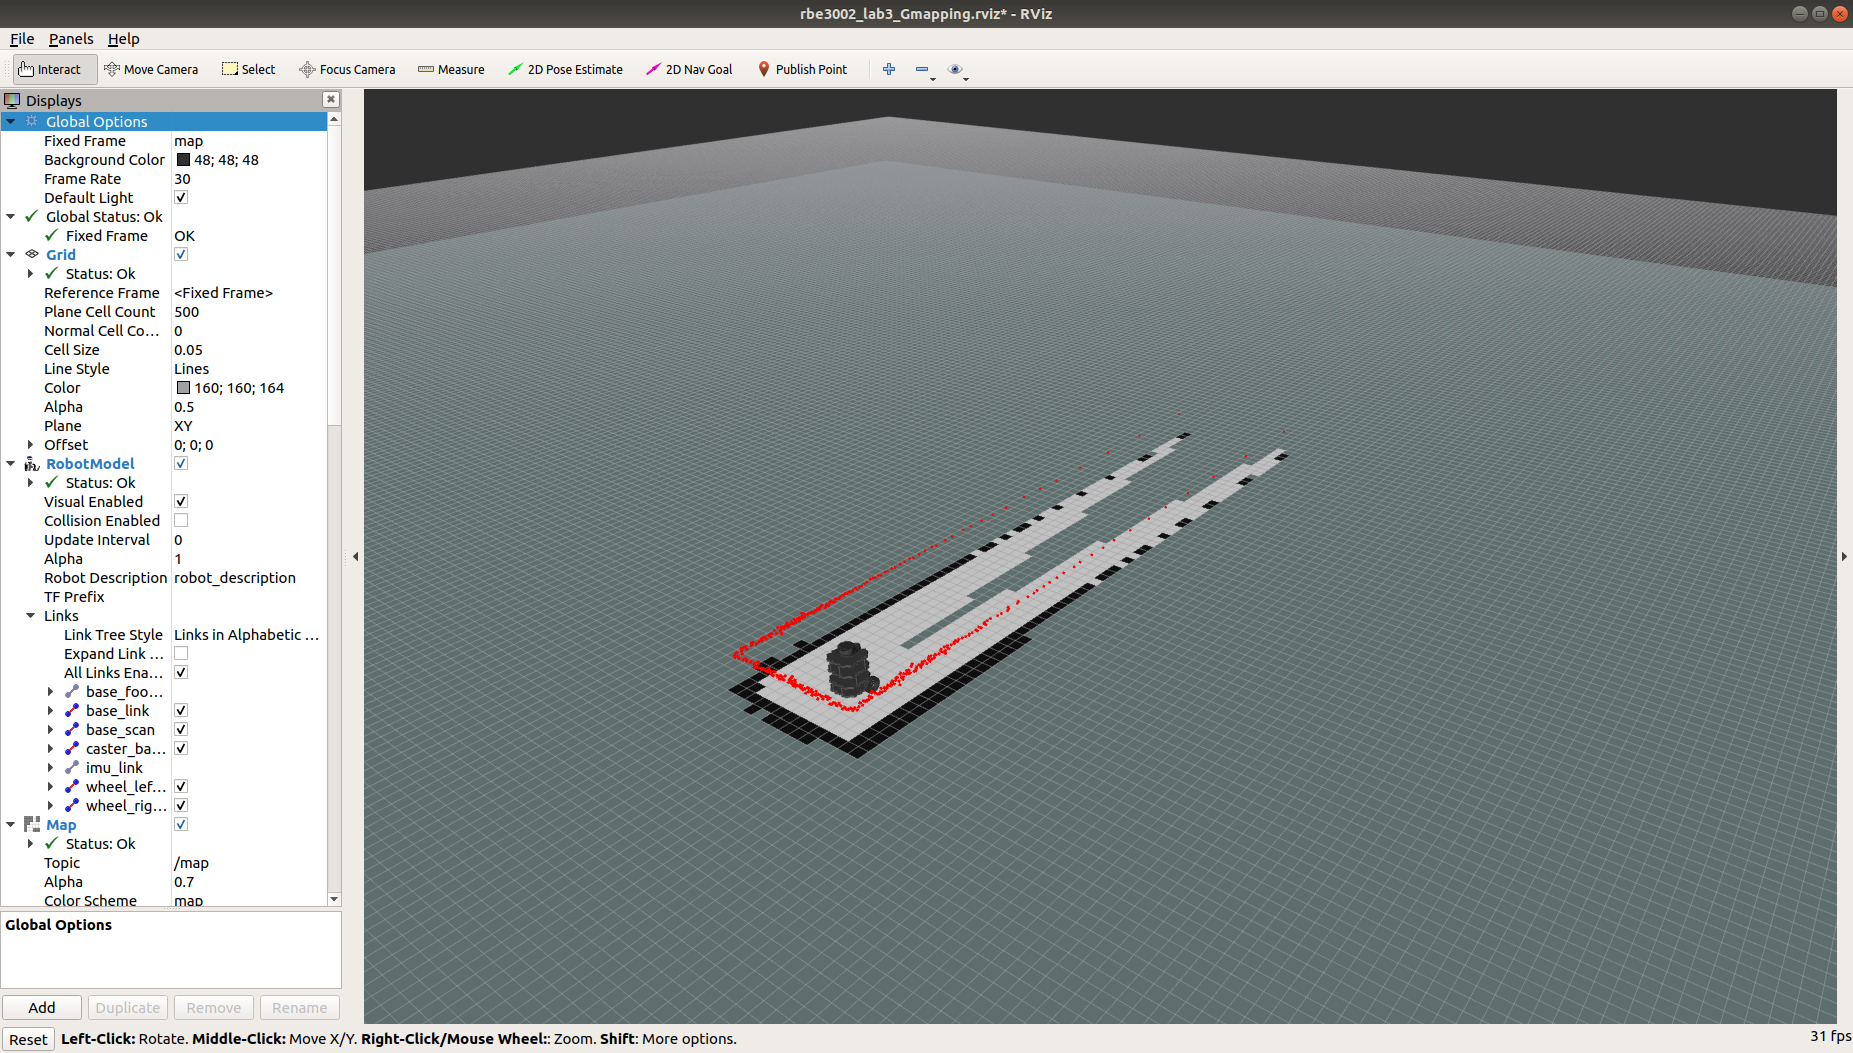 rbe3002_lab3_Gmapping.rviz* - RViz
File Panels Help
Interact Move Camera Select Focus Camera Measure 2D Pose Estimate 2D Nav Goal Publish Point
Displays
Global Options
Fixed Frame map
Background Color 48; 48; 48
Frame Rate 30
Default Light
Global Status: Ok
Fixed Frame OK
Grid
Status: Ok
Reference Frame <Fixed Frame>
Plane Cell Count 500
Normal Cell Co... 0
Cell Size 0.05
Line Style Lines
Color 160; 160; 164
Alpha 0.5
Plane XY
Offset 0; 0; 0
RobotModel
Status: Ok
Visual Enabled
Collision Enabled
Update Interval 0
Alpha 1
Robot Description robot_description
TF Prefix
Links
Link Tree Style Links in Alphabetic ...
Expand Link ...
All Links Ena...
base_foo...
base_link
base_scan
caster_ba...
imu_link
wheel_lef...
wheel_rig...
Map
Status: Ok
Topic /map
Alpha 0.7
Color Scheme map
Global Options
Add Duplicate Remove Rename
Reset Left-Click: Rotate. Middle-Click: Move X/Y. Right-Click/Mouse Wheel:: Zoom. Shift: More options. 31 fps